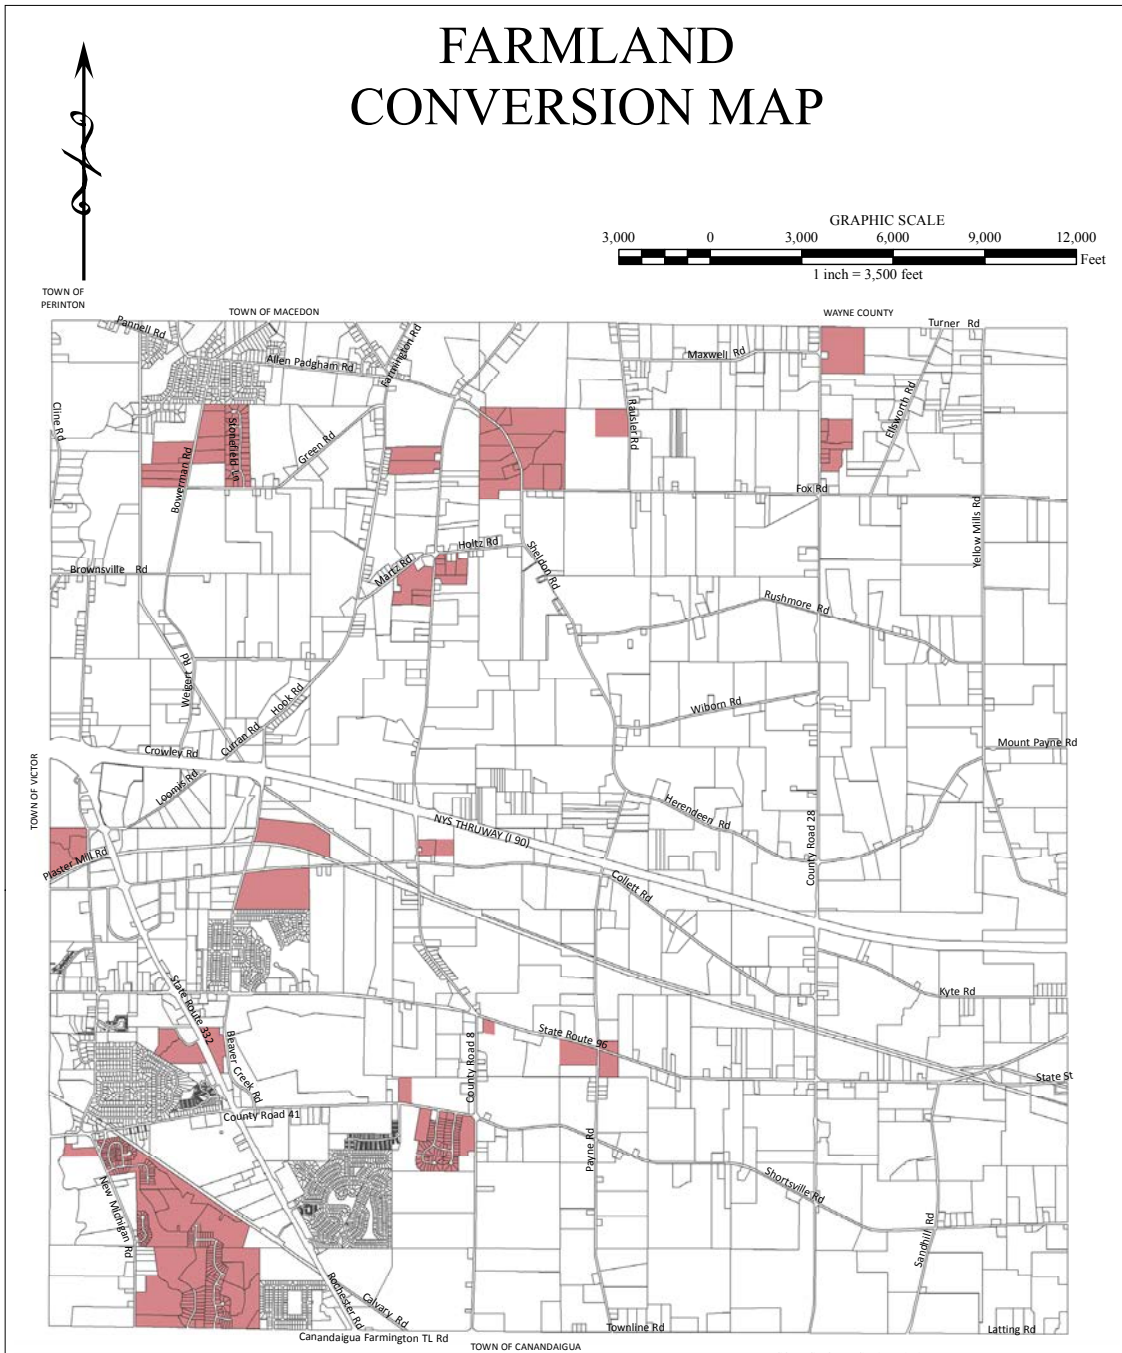 FARMLAND
CONVERSION MAP
GRAPHIC SCALE
3,000 0 3,000 6,000 9,000 12,000
Feet
1 inch = 3,500 feet
TOWN OF
PERINTON
TOWN OF MACEDON
WAYNE COUNTY
Turner Rd
Pannell Rd
Farmington Rd
Maxwell Rd
Allen Padgham Rd
Cline Rd
Stonefield Ln
Rausler Rd
Ellsworth Rd
Green Rd
Bowerman Rd
Fox Rd
Yellow Mills Rd
Holtz Rd
Sheldon Rd
Martz Rd
Brownsville Rd
Rushmore Rd
Weigert Rd
Hook Rd
Wiborn Rd
Curran Rd
Crowley Rd
Mount Payne Rd
TOWN OF VICTOR
Loomis Rd
Herendeen Rd
NYS THRUWAY (I 90)
County Road 28
Plaster Mill Rd
Collett Rd
Kyte Rd
State Route 332
State Route 96
Beaver Creek Rd
County Road 8
State St
County Road 41
Payne Rd
Shortsville Rd
New Michigan Rd
Sandhill Rd
Rochester Rd
Calvary Rd
Townline Rd
Latting Rd
Canandaigua Farmington TL Rd
TOWN OF CANANDAIGUA